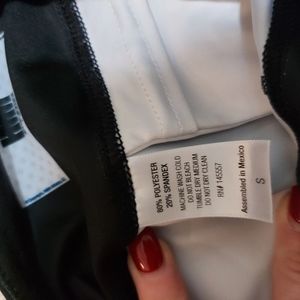 80% POLYESTER
20% SPANDEX
MACHINE WASH COLD
DO NOT BLEACH
TUMBLE DRY MEDIUM
DO NOT DRY CLEAN
RN# 145557
Assembled in Mexico
S